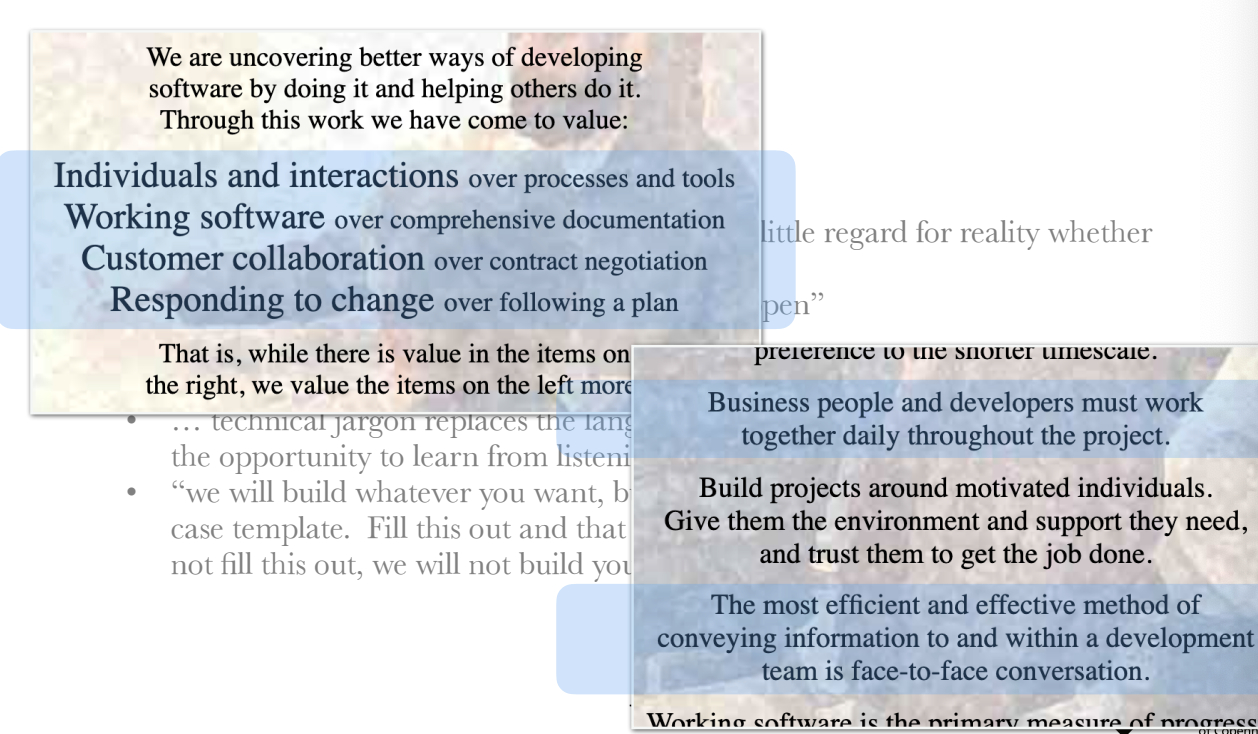 We are uncovering better ways of developing
software by doing it and helping others do it.
Through this work we have come to value:
Individuals and interactions over processes and tools
Working software over comprehensive documentation
Customer collaboration over contract negotiation
Responding to change over following a plan
That is, while there is value in the items on
the right, we value the items on the left more
little regard for reality whether
pen”
• … technical jargon replaces the lang
the opportunity to learn from listeni
• “we will build whatever you want, b
case template. Fill this out and that
not fill this out, we will not build you
preference to the shorter timescale.
Business people and developers must work
together daily throughout the project.
Build projects around motivated individuals.
Give them the environment and support they need,
and trust them to get the job done.
The most efficient and effective method of
conveying information to and within a development
team is face-to-face conversation.
Working software is the primary measure of progress